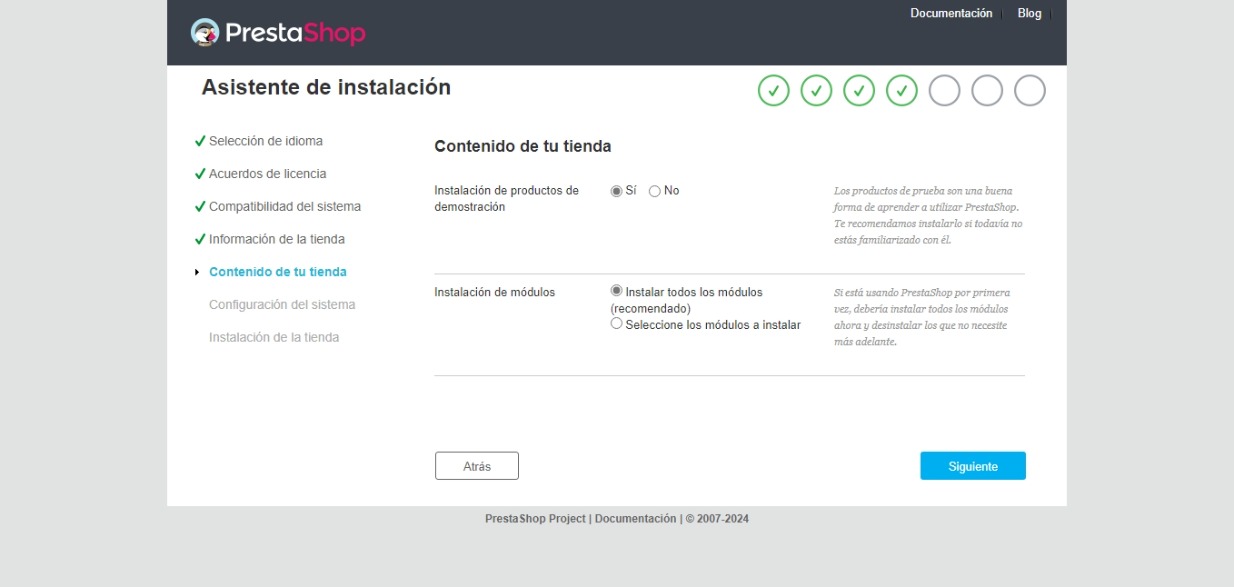 Documentación | Blog |
PrestaShop
Asistente de instalación
Selección de idioma
Acuerdos de licencia
Compatibilidad del sistema
Información de la tienda
Contenido de tu tienda
Configuración del sistema
Instalación de la tienda
Contenido de tu tienda
Instalación de productos de
demostración
Sí No
Los productos de prueba son una buena
forma de aprender a utilizar PrestaShop.
Te recomendamos instalarlo si todavía no
estás familiarizado con él.
Instalación de módulos
Instalar todos los módulos
(recomendado)
Seleccione los módulos a instalar
Si está usando PrestaShop por primera
vez, debería instalar todos los módulos
ahora y desinstalar los que no necesite
más adelante.
Atrás
Siguiente
PrestaShop Project | Documentación | © 2007-2024